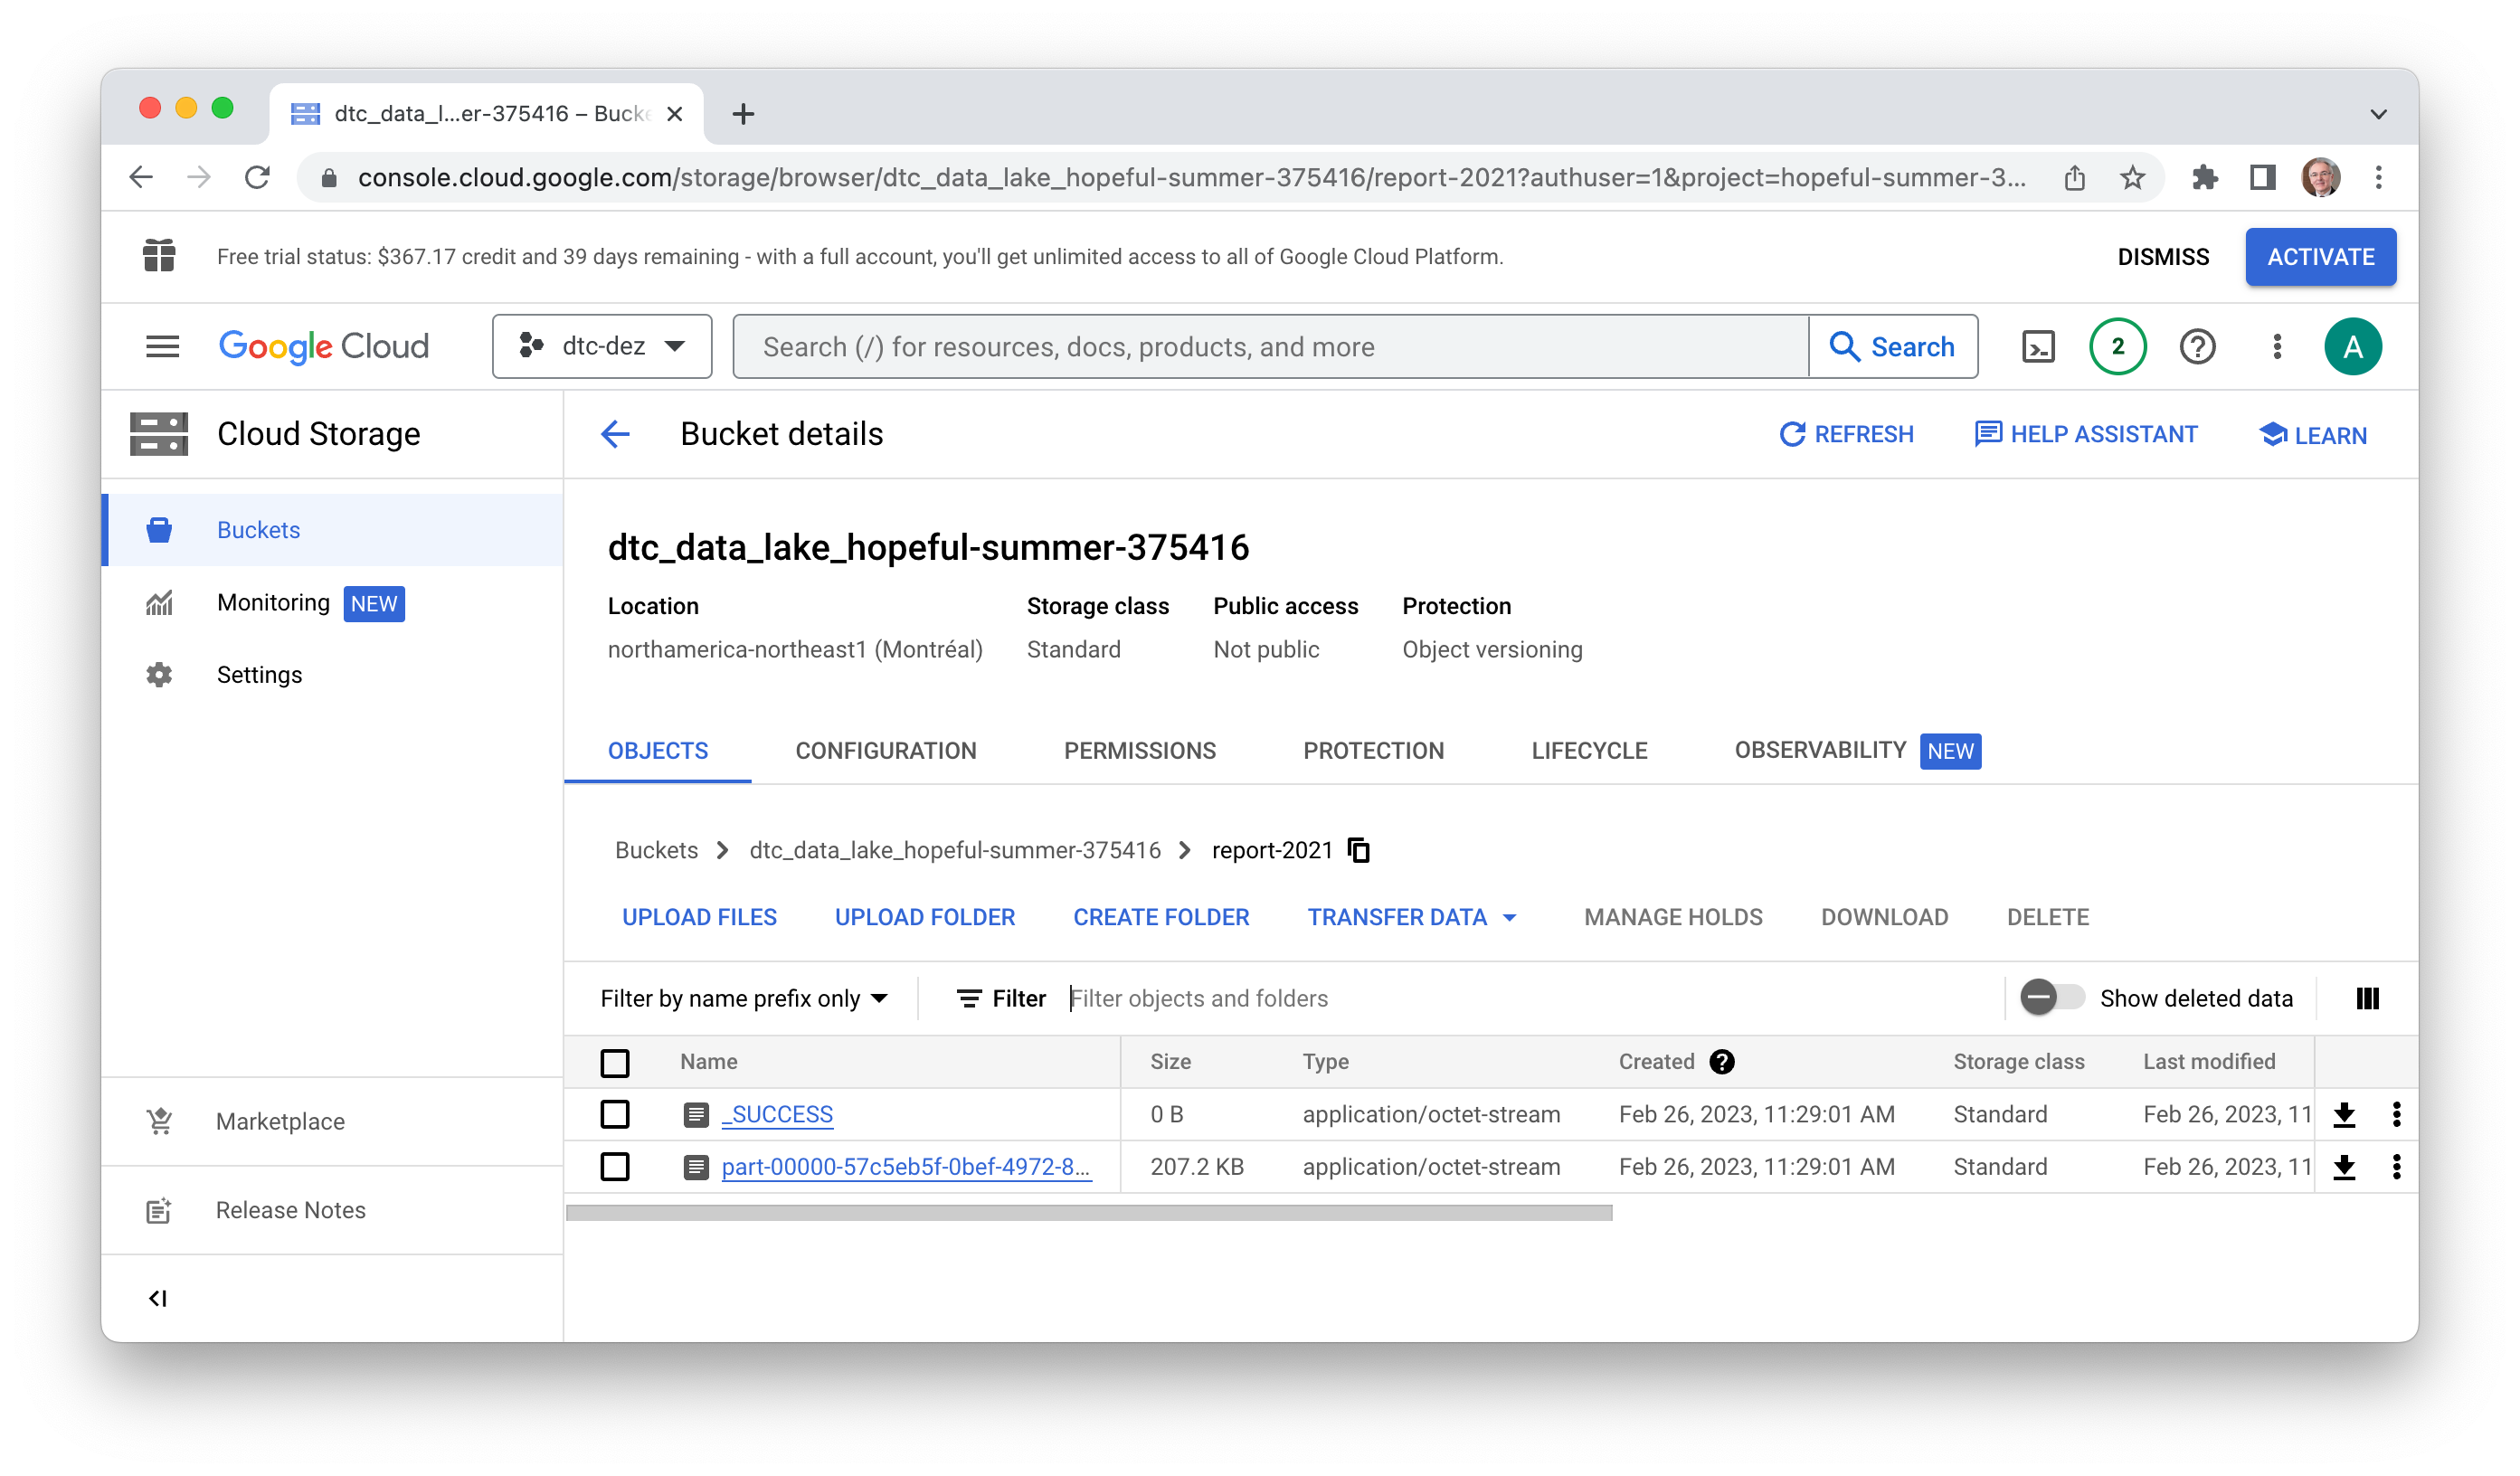 dtc_data_l...er-375416 – Bucke
console.cloud.google.com/storage/browser/dtc_data_lake_hopeful-summer-375416/report-2021?authuser=1&project=hopeful-summer-3...
Free trial status: $367.17 credit and 39 days remaining - with a full account, you'll get unlimited access to all of Google Cloud Platform.
DISMISS
ACTIVATE
Google Cloud
dtc-dez
Search (/) for resources, docs, products, and more
Search
2
A
Cloud Storage
Bucket details
REFRESH
HELP ASSISTANT
LEARN
Buckets
Monitoring NEW
Settings
Marketplace
Release Notes
dtc_data_lake_hopeful-summer-375416
Location Storage class Public access Protection
northamerica-northeast1 (Montréal) Standard Not public Object versioning
OBJECTS CONFIGURATION PERMISSIONS PROTECTION LIFECYCLE OBSERVABILITY NEW
Buckets dtc_data_lake_hopeful-summer-375416 report-2021
UPLOAD FILES UPLOAD FOLDER CREATE FOLDER TRANSFER DATA MANAGE HOLDS DOWNLOAD DELETE
Filter by name prefix only Filter Filter objects and folders Show deleted data
Name Size Type Created Storage class Last modified
_SUCCESS 0 B application/octet-stream Feb 26, 2023, 11:29:01 AM Standard Feb 26, 2023, 11
part-00000-57c5eb5f-0bef-4972-8... 207.2 KB application/octet-stream Feb 26, 2023, 11:29:01 AM Standard Feb 26, 2023, 11